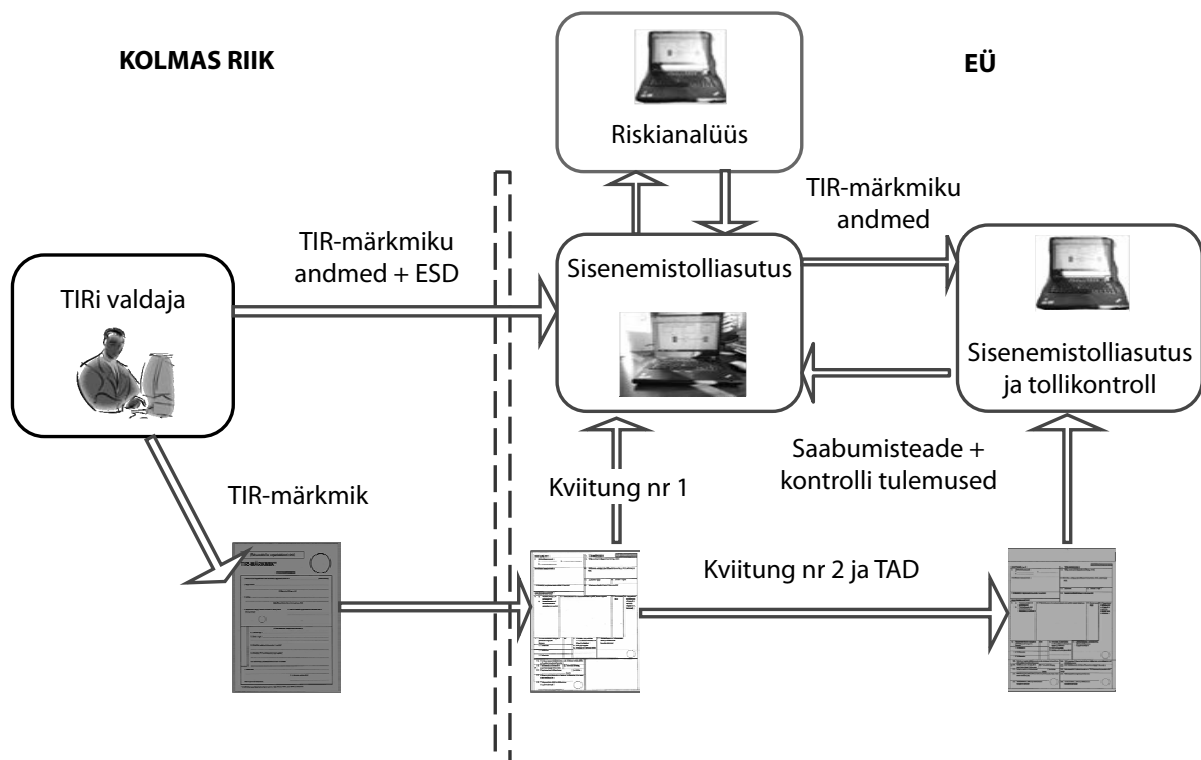 KOLMAS RIIK
EÜ
Riskianalüüs
TIR-märkmiku
andmed + ESD
Sisenemistolliasutus
TIR-märkmiku
andmed
TIRi valdaja
Sisenemistolliasutus
ja tollikontroll
TIR-märkmik
Kviitung nr 1
Saabumisteade +
kontrolli tulemused
Kviitung nr 2 ja TAD